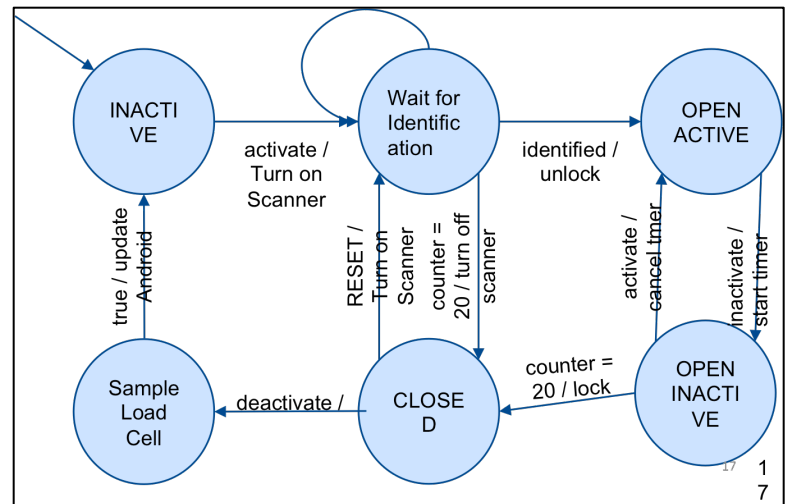 INACTI
VE
Wait for
Identific
ation
OPEN
ACTIVE
activate /
Turn on
Scanner
identified /
unlock
true / update
Android
RESET /
Turn on
Scanner
counter =
20 / turn off
scanner
activate /
cancel tmer
inactivate /
start timer
Sample
Load
Cell
deactivate /
CLOSE
D
counter =
20 / lock
OPEN
INACTI
VE
17
1
7